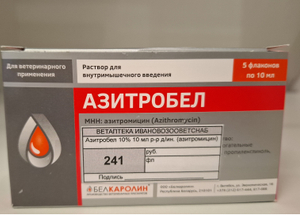 Для ветеринарного
применения
Раствор для
внутримышечного введения
5 флаконов
по 10 мл
АЗИТРОБЕЛ
МНН: азитромицин (Azithromycin)
ВЕТАПТЕКА ИВАНОВОЗООВЕТСНАБ
Азитробел 10% 10 мл р-р д/ин. (азитромицин)
241
руб.
фл
Подпись
БЕЛКАРОЛИН